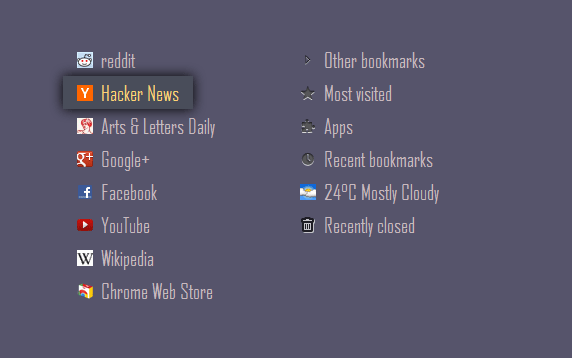 reddit
Hacker News
Arts & Letters Daily
Google+
Facebook
YouTube
Wikipedia
Chrome Web Store
Other bookmarks
Most visited
Apps
Recent bookmarks
24°C Mostly Cloudy
Recently closed